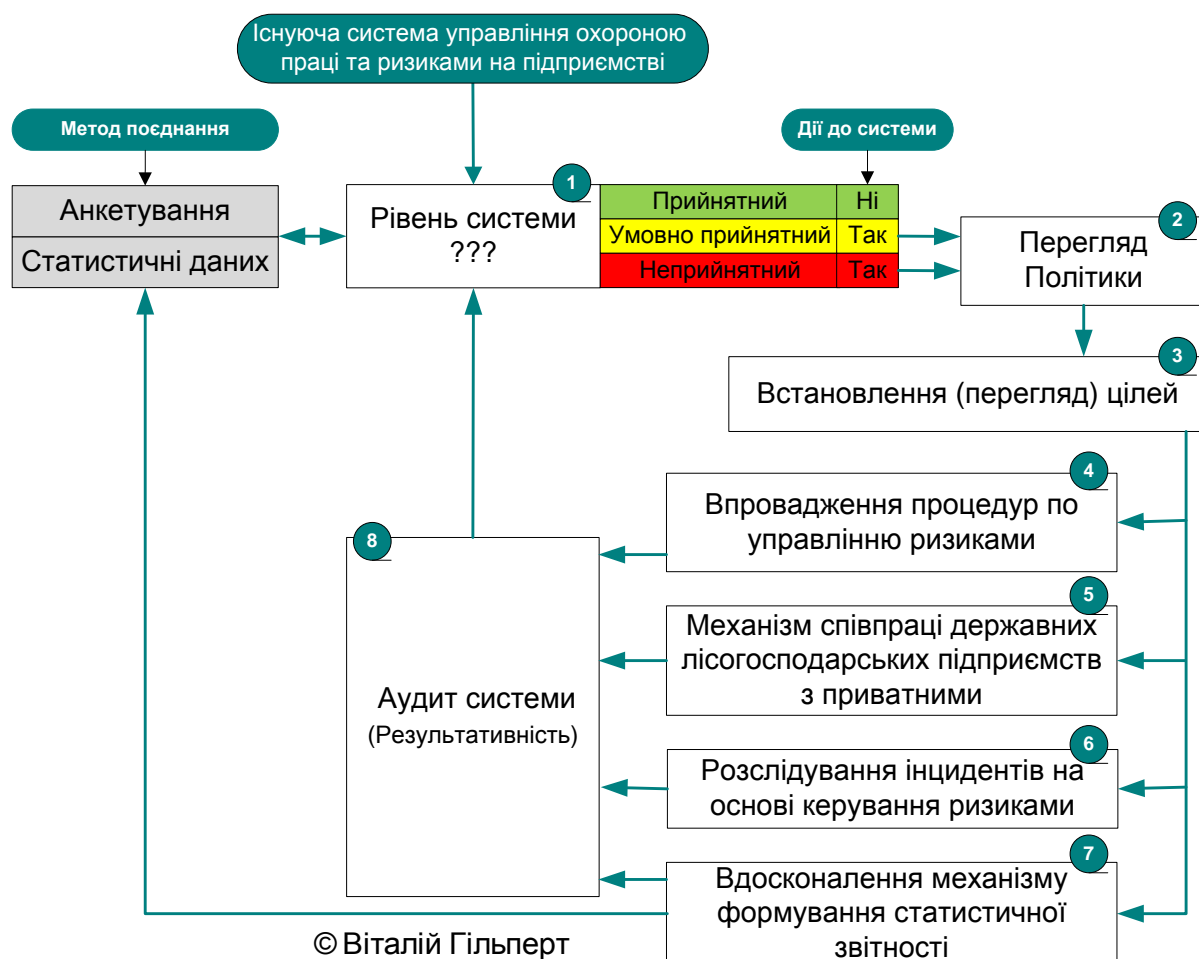 Існуюча система управління охороною
праці та ризиками на підприємстві
Метод поєднання
Дії до системи
Анкетування
Статистичні даних
1
Рівень системи
???
Прийнятний
Ні
Умовно прийнятний
Так
Неприйнятний
Так
2
Перегляд
Політики
3
Встановлення (перегляд) цілей
4
Впровадження процедур по
управлінню ризиками
5
Механізм співпраці державних
лісогосподарських підприємств
з приватними
6
Розслідування інцидентів на
основі керування ризиками
7
Вдосконалення механізму
формування статистичної
звітності
8
Аудит системи
(Результативність)
© Віталій Гільперт